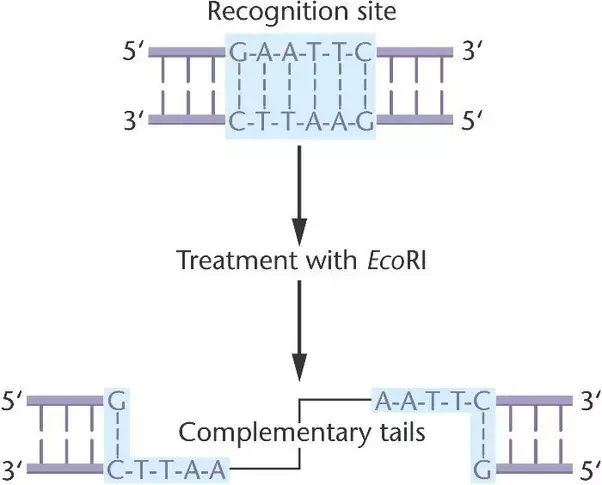 Recognition site
5‘ G-A-A-T-T-C 3‘
3‘ C-T-T-A-A-G 5‘
Treatment with EcoRI
5‘ G A-A-T-T-C 3‘
Complementary tails
3‘ C-T-T-A-A G 5‘